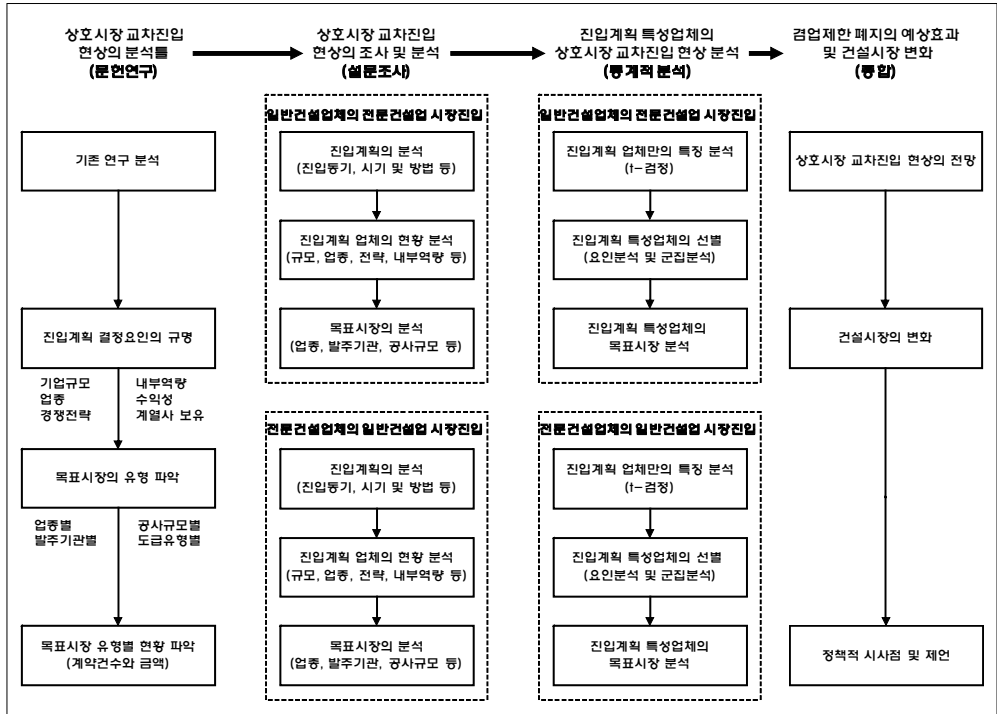 상호시장 교차진입
현상의 분석틀
(문헌연구)
상호시장 교차진입
현상의 조사 및 분석
(설문조사)
진입계획 특성업체의
상호시장 교차진입 현상 분석
(통계적 분석)
겸업제한 폐지의 예상효과
및 건설시장 변화
(통합)
기존 연구 분석
진입계획 결정요인의 규명
기업규모 내부역량
업종 수익성
경쟁전략 계열사 보유
목표시장의 유형 파악
업종별 공사규모별
발주기관별 도급유형별
목표시장 유형별 현황 파악
(계약건수와 금액)
일반건설업체의 전문건설업 시장진입
진입계획의 분석
(진입동기, 시기 및 방법 등)
진입계획 업체의 현황 분석
(규모, 업종, 전략, 내부역량 등)
목표시장의 분석
(업종, 발주기관, 공사규모 등)
전문건설업체의 일반건설업 시장진입
진입계획의 분석
(진입동기, 시기 및 방법 등)
진입계획 업체의 현황 분석
(규모, 업종, 전략, 내부역량 등)
목표시장의 분석
(업종, 발주기관, 공사규모 등)
일반건설업체의 전문건설업 시장진입
진입계획 업체만의 특징 분석
(t-검정)
진입계획 특성업체의 선별
(요인분석 및 군집분석)
진입계획 특성업체의
목표시장 분석
전문건설업체의 일반건설업 시장진입
진입계획 업체만의 특징 분석
(t-검정)
진입계획 특성업체의 선별
(요인분석 및 군집분석)
진입계획 특성업체의
목표시장 분석
상호시장 교차진입 현상의 전망
건설시장의 변화
정책적 시사점 및 제언